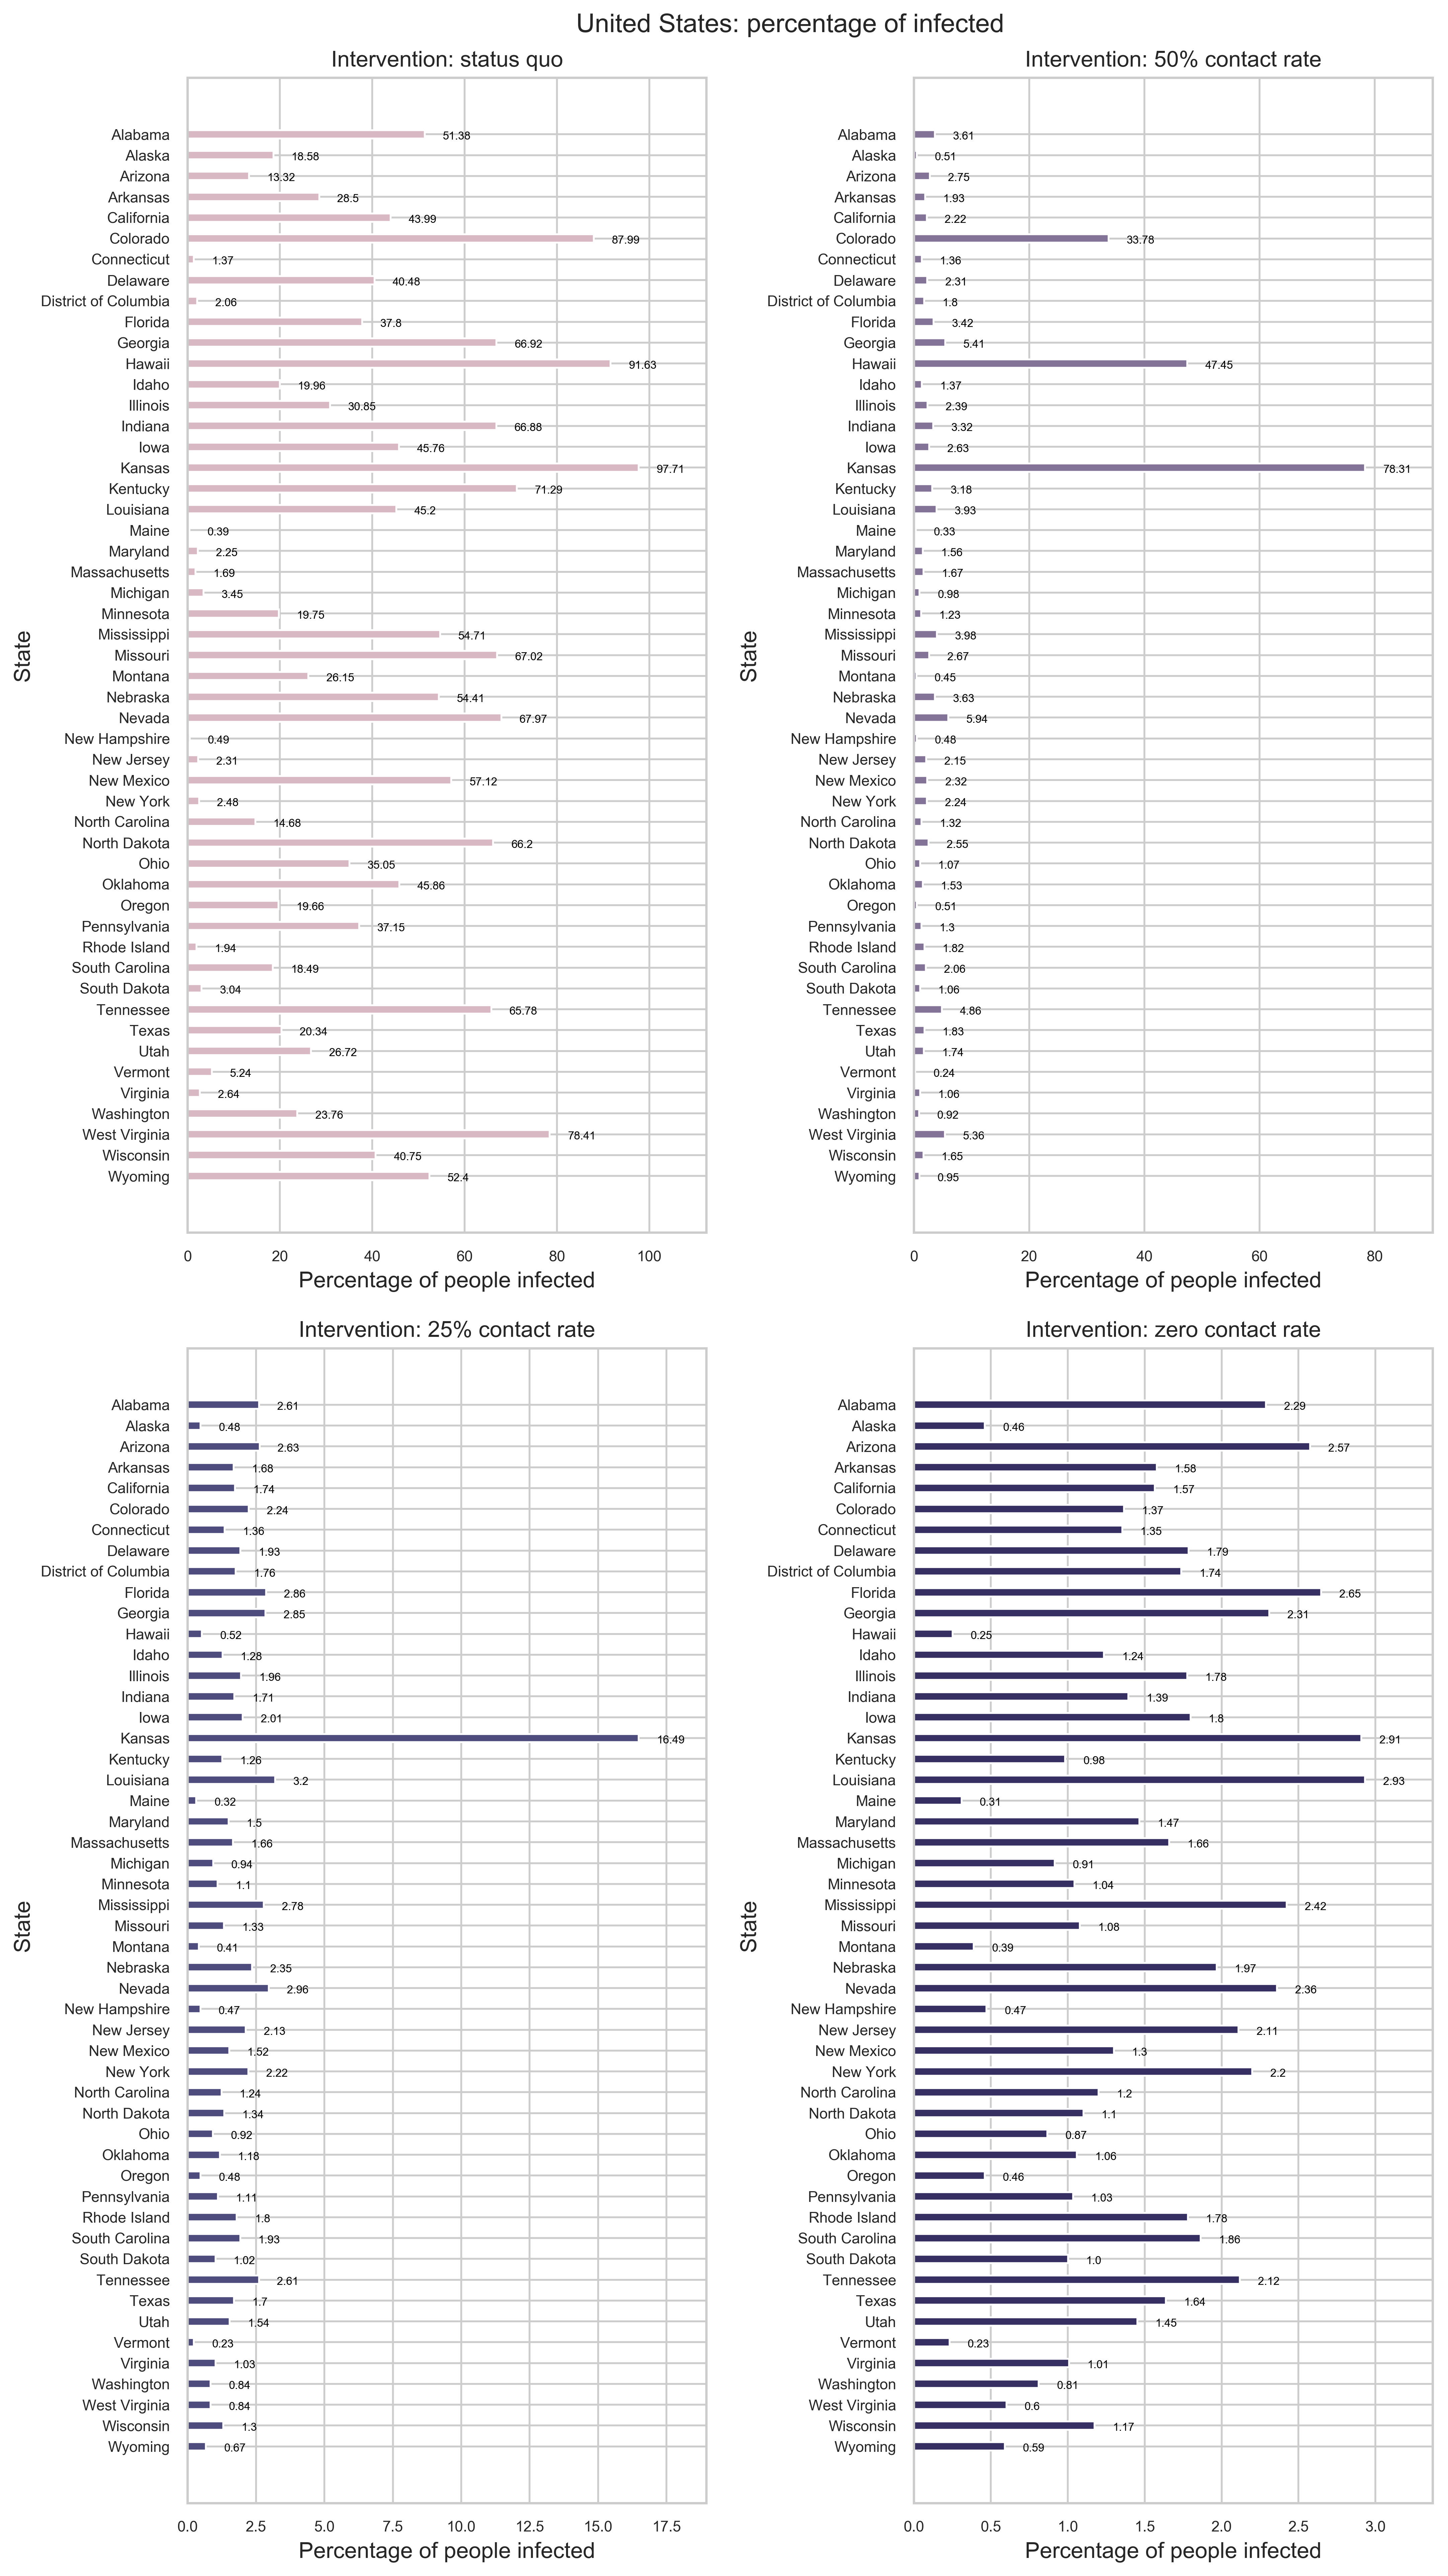 United States: percentage of infected
Intervention: status quo
Alabama 51.38
Alaska 18.58
Arizona 13.32
Arkansas 28.5
California 43.99
Colorado 87.99
Connecticut 1.37
Delaware 40.48
District of Columbia 2.06
Florida 37.8
Georgia 66.92
Hawaii 91.63
Idaho 19.96
Illinois 30.85
Indiana 66.88
Iowa 45.76
Kansas 97.71
Kentucky 71.29
Louisiana 45.2
Maine 0.39
Maryland 2.25
Massachusetts 1.69
Michigan 3.45
Minnesota 19.75
Mississippi 54.71
Missouri 67.02
Montana 26.15
Nebraska 54.41
Nevada 67.97
New Hampshire 0.49
New Jersey 2.31
New Mexico 57.12
New York 2.48
North Carolina 14.68
North Dakota 66.2
Ohio 35.05
Oklahoma 45.86
Oregon 19.66
Pennsylvania 37.15
Rhode Island 1.94
South Carolina 18.49
South Dakota 3.04
Tennessee 65.78
Texas 20.34
Utah 26.72
Vermont 5.24
Virginia 2.64
Washington 23.76
West Virginia 78.41
Wisconsin 40.75
Wyoming 52.4
State
0 20 40 60 80 100
Percentage of people infected
Intervention: 50% contact rate
Alabama 3.61
Alaska 0.51
Arizona 2.75
Arkansas 1.93
California 2.22
Colorado 33.78
Connecticut 1.36
Delaware 2.31
District of Columbia 1.8
Florida 3.42
Georgia 5.41
Hawaii 47.45
Idaho 1.37
Illinois 2.39
Indiana 3.32
Iowa 2.63
Kansas 78.31
Kentucky 3.18
Louisiana 3.93
Maine 0.33
Maryland 1.56
Massachusetts 1.67
Michigan 0.98
Minnesota 1.23
Mississippi 3.98
Missouri 2.67
Montana 0.45
Nebraska 3.63
Nevada 5.94
New Hampshire 0.48
New Jersey 2.15
New Mexico 2.32
New York 2.24
North Carolina 1.32
North Dakota 2.55
Ohio 1.07
Oklahoma 1.53
Oregon 0.51
Pennsylvania 1.3
Rhode Island 1.82
South Carolina 2.06
South Dakota 1.06
Tennessee 4.86
Texas 1.83
Utah 1.74
Vermont 0.24
Virginia 1.06
Washington 0.92
West Virginia 5.36
Wisconsin 1.65
Wyoming 0.95
State
0 20 40 60 80
Percentage of people infected
Intervention: 25% contact rate
Alabama 2.61
Alaska 0.48
Arizona 2.63
Arkansas 1.68
California 1.74
Colorado 2.24
Connecticut 1.36
Delaware 1.93
District of Columbia 1.76
Florida 2.86
Georgia 2.85
Hawaii 0.52
Idaho 1.28
Illinois 1.96
Indiana 1.71
Iowa 2.01
Kansas 16.49
Kentucky 1.26
Louisiana 3.2
Maine 0.32
Maryland 1.5
Massachusetts 1.66
Michigan 0.94
Minnesota 1.1
Mississippi 2.78
Missouri 1.33
Montana 0.41
Nebraska 2.35
Nevada 2.96
New Hampshire 0.47
New Jersey 2.13
New Mexico 1.52
New York 2.22
North Carolina 1.24
North Dakota 1.34
Ohio 0.92
Oklahoma 1.18
Oregon 0.48
Pennsylvania 1.11
Rhode Island 1.8
South Carolina 1.93
South Dakota 1.02
Tennessee 2.61
Texas 1.7
Utah 1.54
Vermont 0.23
Virginia 1.03
Washington 0.84
West Virginia 0.84
Wisconsin 1.3
Wyoming 0.67
State
0.0 2.5 5.0 7.5 10.0 12.5 15.0 17.5
Percentage of people infected
Intervention: zero contact rate
Alabama 2.29
Alaska 0.46
Arizona 2.57
Arkansas 1.58
California 1.57
Colorado 1.37
Connecticut 1.35
Delaware 1.79
District of Columbia 1.74
Florida 2.65
Georgia 2.31
Hawaii 0.25
Idaho 1.24
Illinois 1.78
Indiana 1.39
Iowa 1.8
Kansas 2.91
Kentucky 0.98
Louisiana 2.93
Maine 0.31
Maryland 1.47
Massachusetts 1.66
Michigan 0.91
Minnesota 1.04
Mississippi 2.42
Missouri 1.08
Montana 0.39
Nebraska 1.97
Nevada 2.36
New Hampshire 0.47
New Jersey 2.11
New Mexico 1.3
New York 2.2
North Carolina 1.2
North Dakota 1.1
Ohio 0.87
Oklahoma 1.06
Oregon 0.46
Pennsylvania 1.03
Rhode Island 1.78
South Carolina 1.86
South Dakota 1.0
Tennessee 2.12
Texas 1.64
Utah 1.45
Vermont 0.23
Virginia 1.01
Washington 0.81
West Virginia 0.6
Wisconsin 1.17
Wyoming 0.59
State
0.0 0.5 1.0 1.5 2.0 2.5 3.0
Percentage of people infected